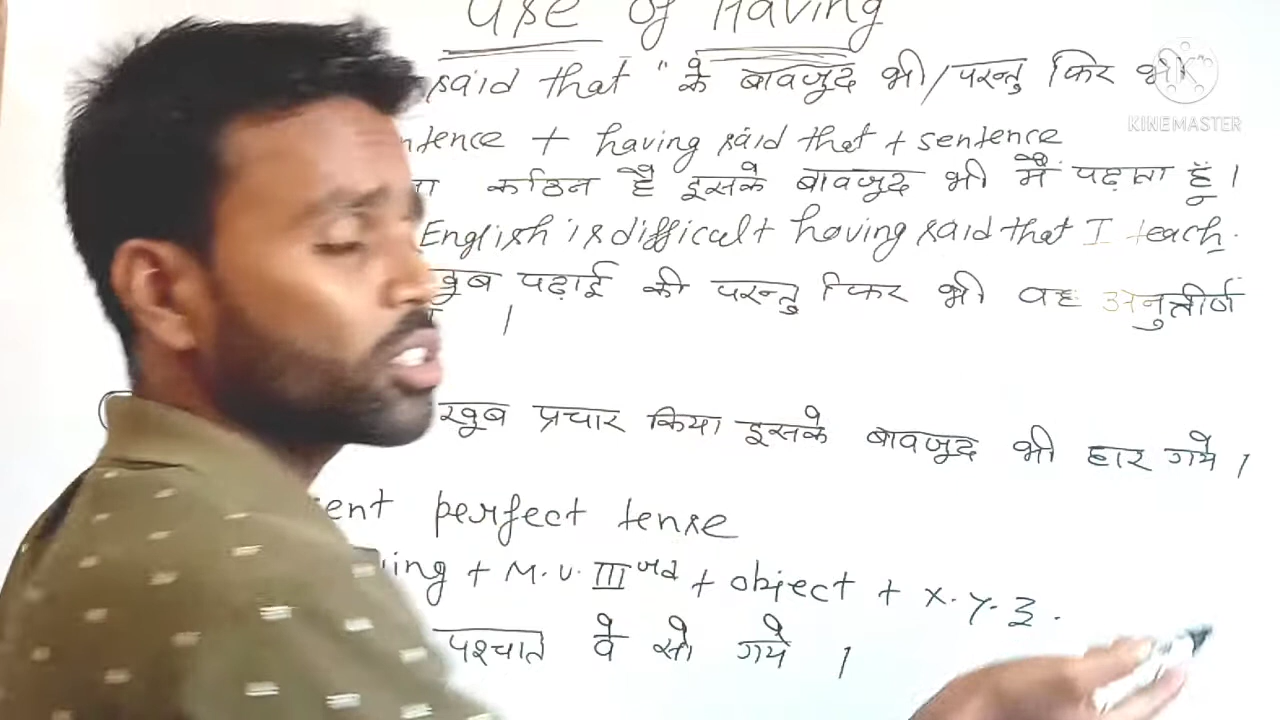 Use of Having
said that " के बावजुद भी/परन्तु फिर भी
KINEMASTER
ntence + having said that + sentence
कठिन है इसके बावजुद भी मैं पढ़ाता हूँ।
English is difficult having said that I teach.
खुब पढ़ाई की परन्तु फिर भी वह अनुत्तीर्ण
।
खुब प्रचार किया इसके बावजुद भी हार गये।
ent perfect tense
ing + M.V. III + object + X.Y.Z.
पश्चात वे सो गये।